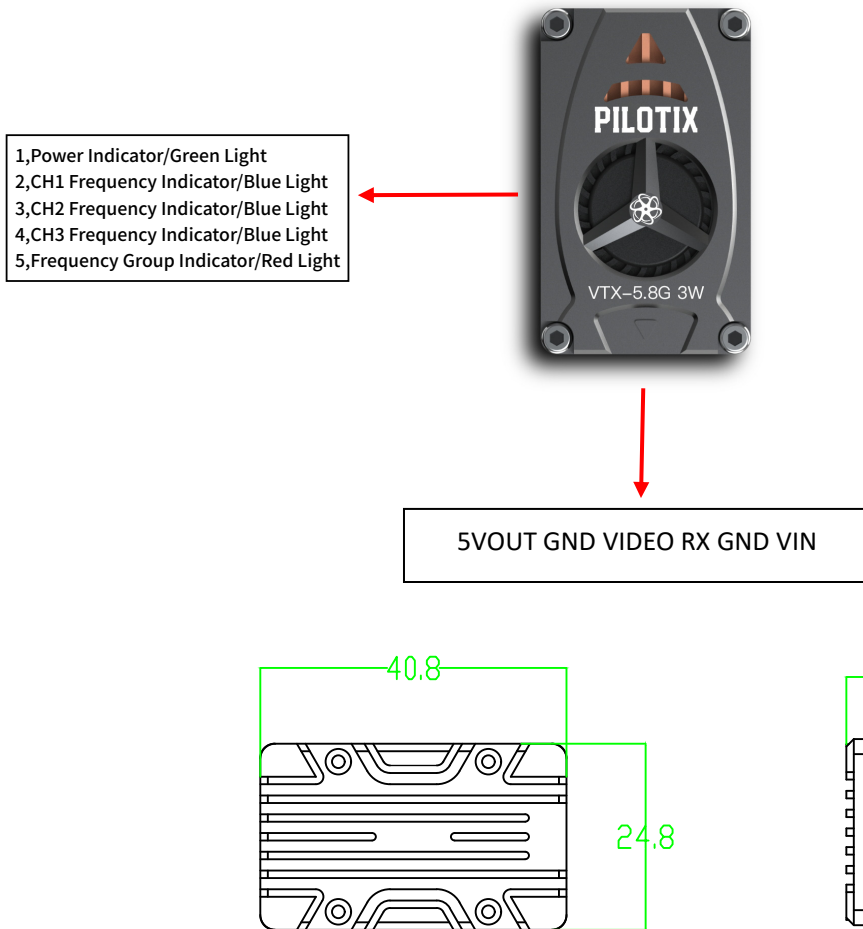 PILOTIX
VTX-5.8G 3W
1,Power Indicator/Green Light
2,CH1 Frequency Indicator/Blue Light
3,CH2 Frequency Indicator/Blue Light
4,CH3 Frequency Indicator/Blue Light
5,Frequency Group Indicator/Red Light
5VOUT GND VIDEO RX GND VIN
40.8
24.8